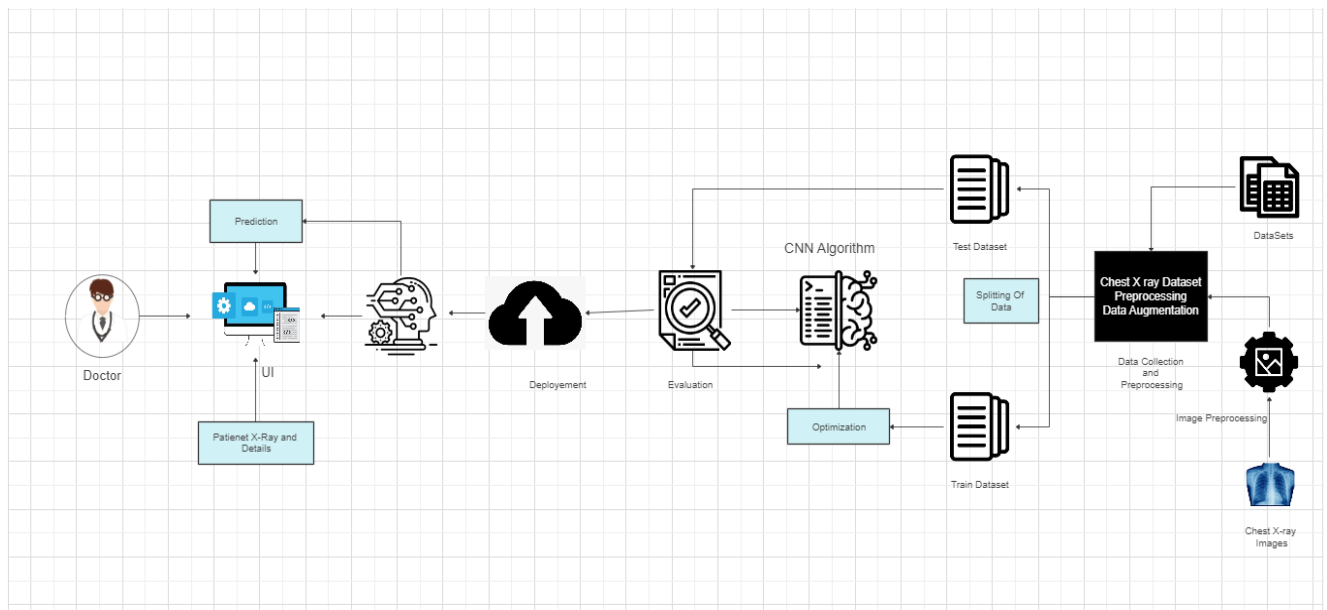 Prediction
Doctor
UI
Patienet X-Ray and
Details
Deployement
Evaluation
CNN Algorithm
Optimization
Test Dataset
Splitting Of
Data
Train Dataset
Chest X ray Dataset
Preprocessing
Data Augmentation
Data Collection
and
Preprocessing
DataSets
Image Preprocessing
Chest X-ray
Images